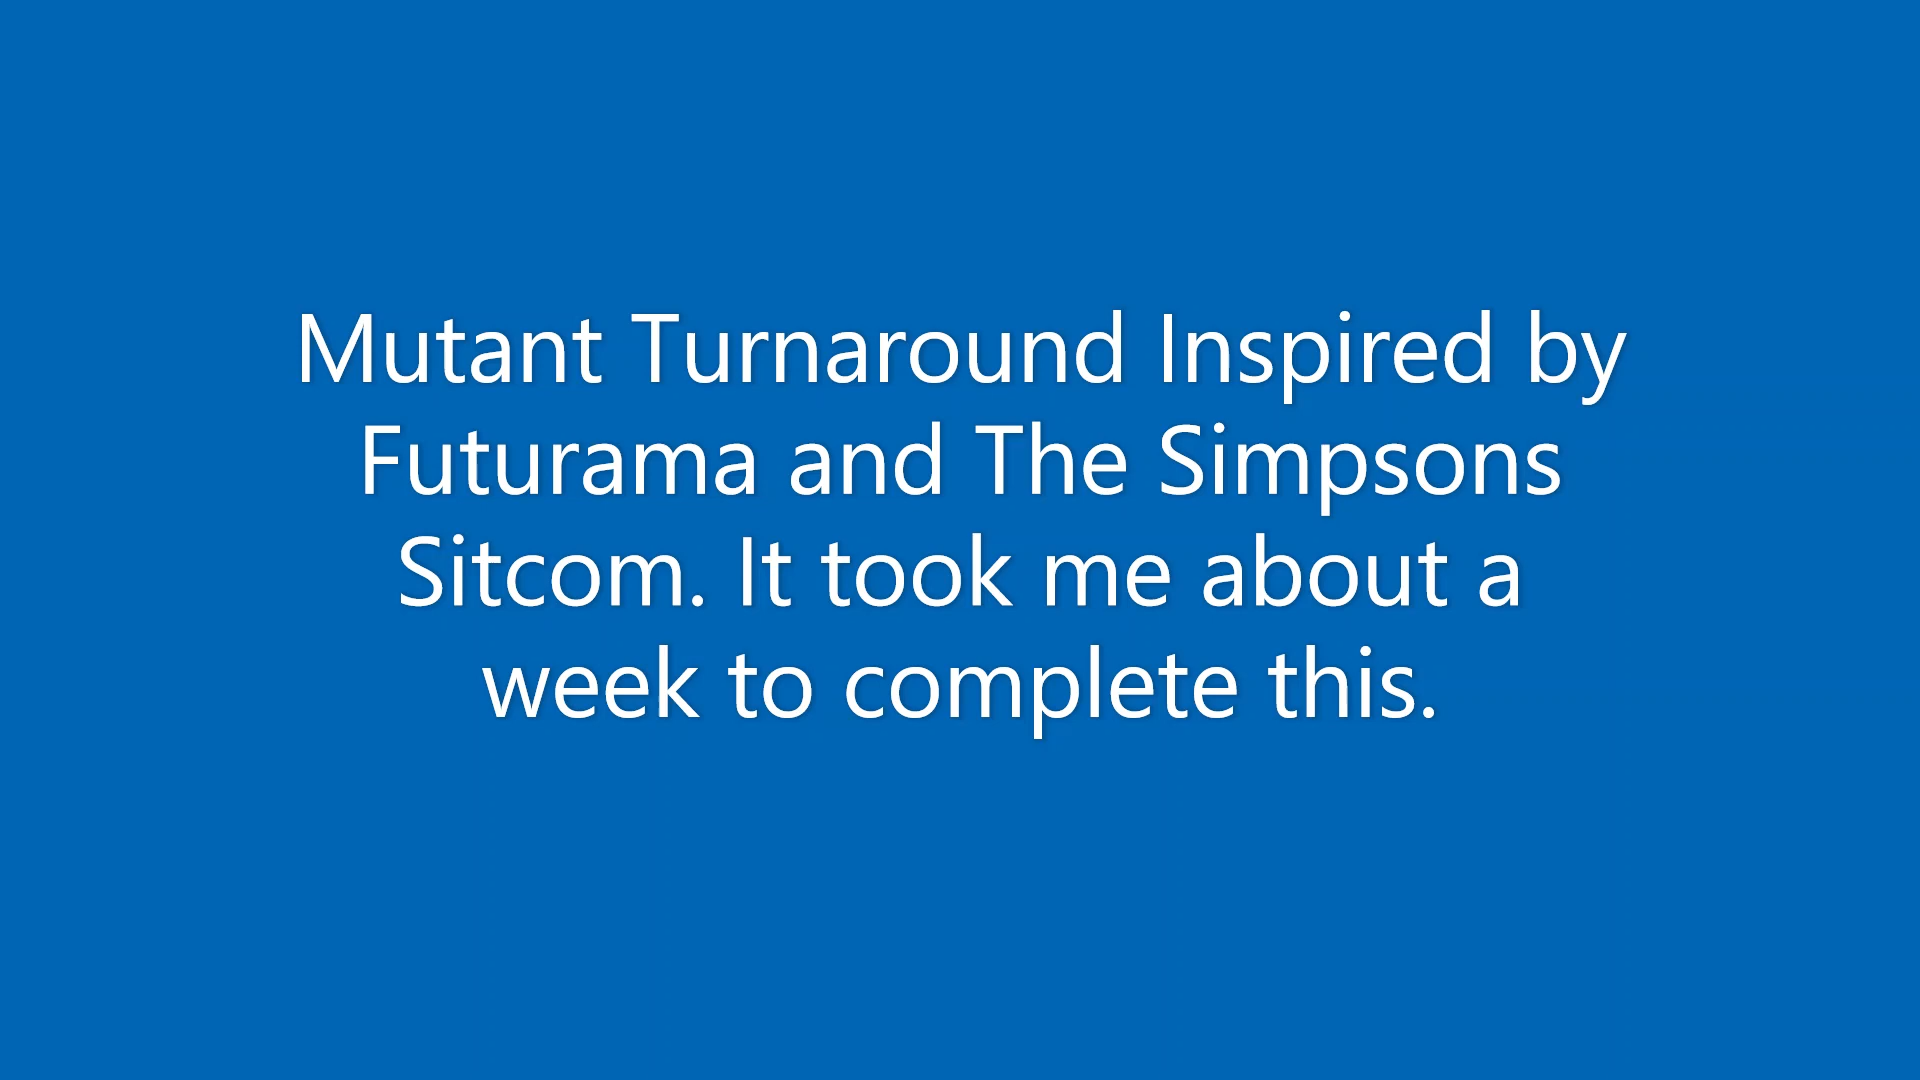 Mutant Turnaround Inspired by
Futurama and The Simpsons
Sitcom. It took me about a
week to complete this.